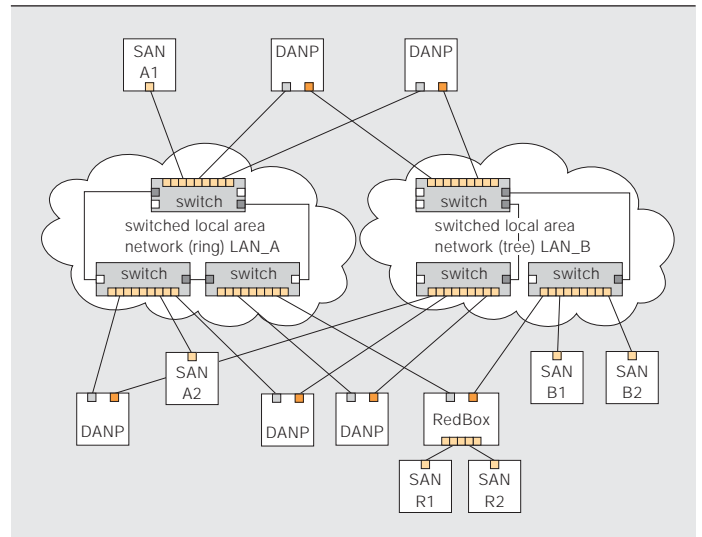 SAN
A1
DANP
DANP
switch
switched local area
network (ring) LAN_A
switch
switch
switch
switched local area
network (tree) LAN_B
switch
switch
SAN
A2
SAN
B1
SAN
B2
DANP
DANP
DANP
RedBox
SAN
R1
SAN
R2